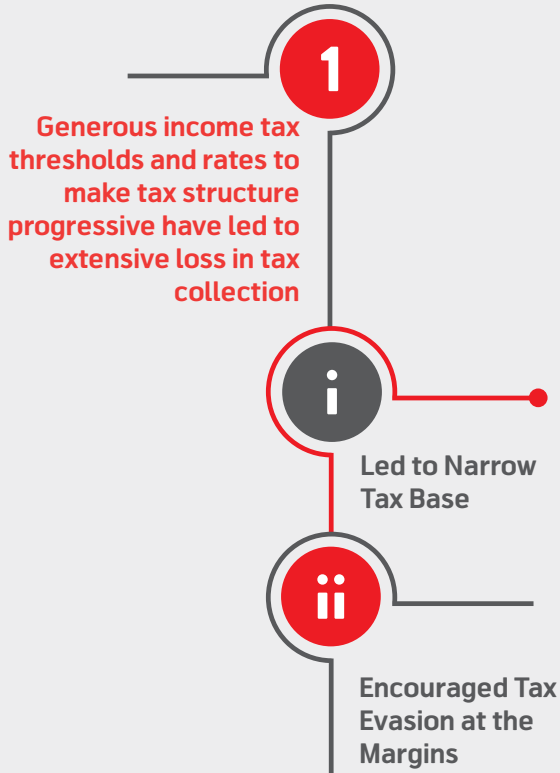 1
Generous income tax
thresholds and rates to
make tax structure
progressive have led to
extensive loss in tax
collection
i
Led to Narrow
Tax Base
ii
Encouraged Tax
Evasion at the
Margins